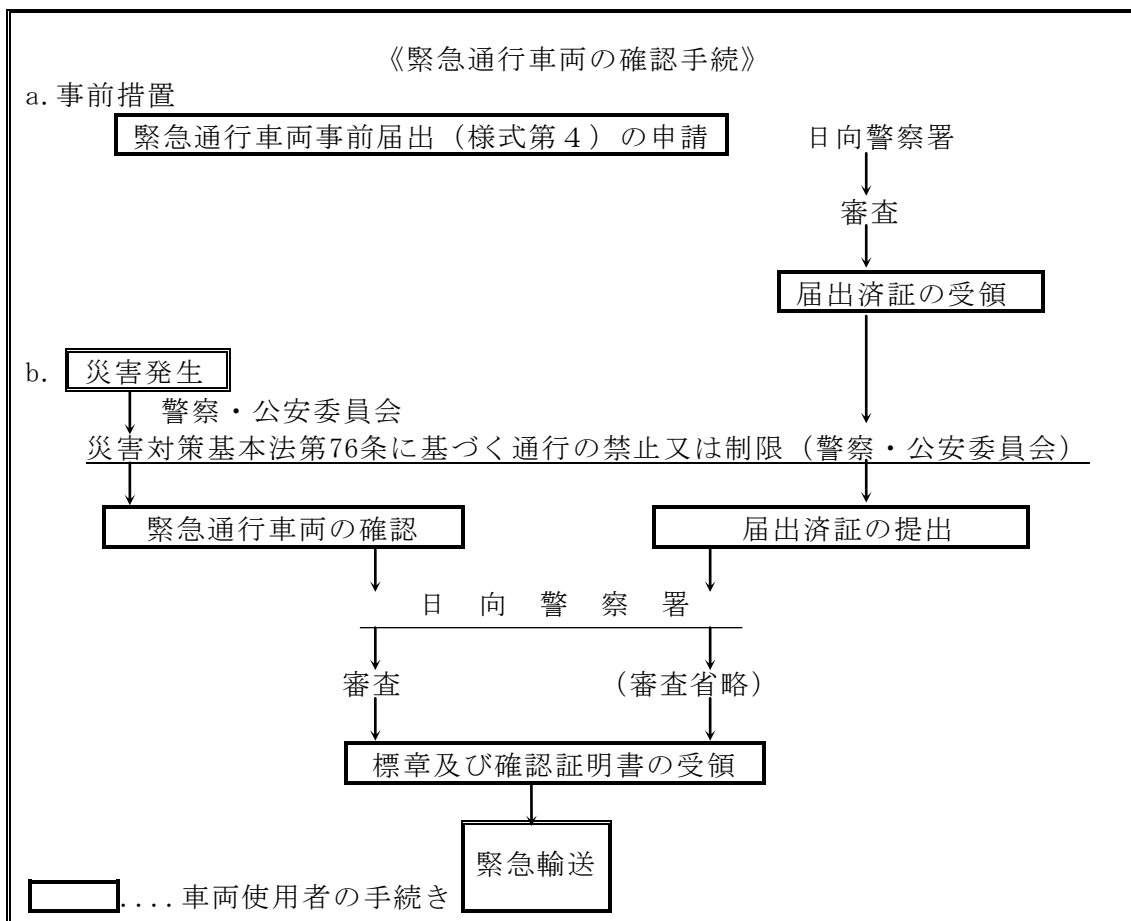 《緊急通行車両の確認手続》
a. 事前措置
緊急通行車両事前届出（様式第４）の申請 日向警察署
審査
届出済証の受領
b. 災害発生
警察・公安委員会
災害対策基本法第76条に基づく通行の禁止又は制限（警察・公安委員会）
緊急通行車両の確認 届出済証の提出
日向警察署
審査 （審査省略）
標章及び確認証明書の受領
緊急輸送
....車両使用者の手続き